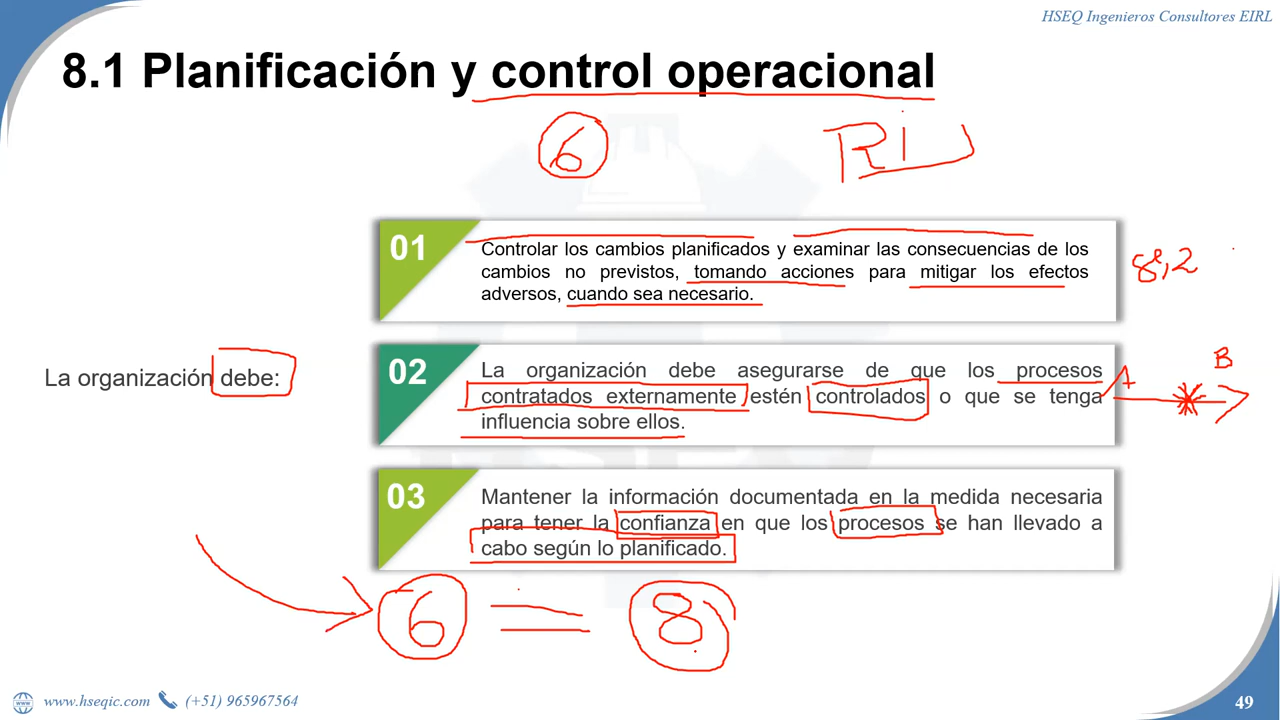 HSEQ Ingenieros Consultores EIRL
8.1 Planificación y control operacional
6
01
Controlar los cambios planificados y examinar las consecuencias de los
cambios no previstos, tomando acciones para mitigar los efectos
adversos, cuando sea necesario.
8,2
La organización debe:
02
La organización debe asegurarse de que los procesos
contratados externamente estén controlados o que se tenga
influencia sobre ellos.
A
B
03
Mantener la información documentada en la medida necesaria
para tener la confianza en que los procesos se han llevado a
cabo según lo planificado.
6 = 8
www.hseqic.com (+51) 965967564
49